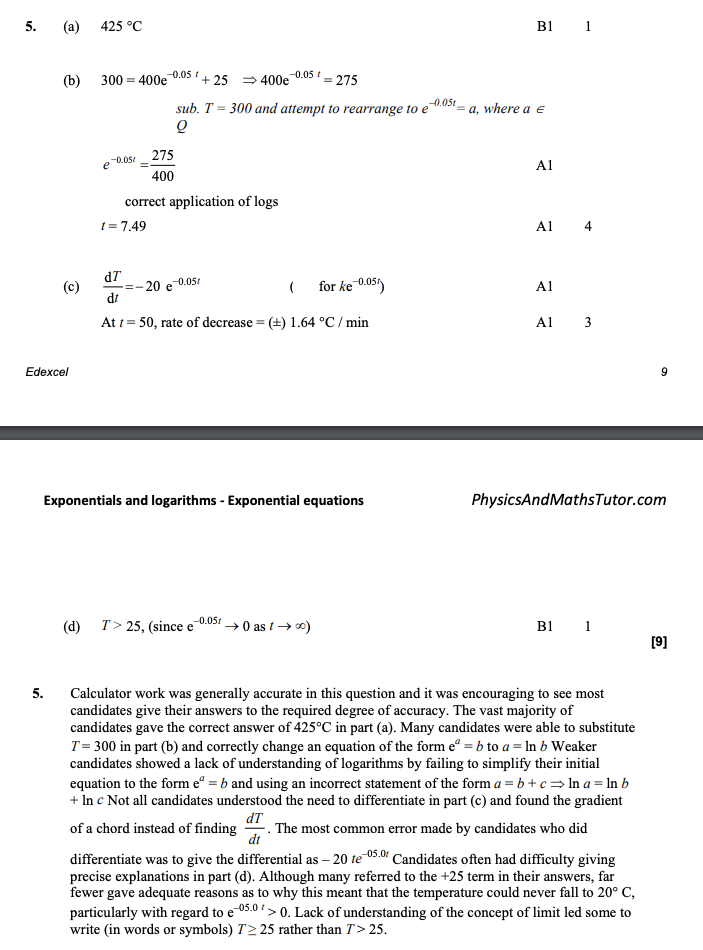 5. (a) 425 °C B1 1
(b) 300 = 400e^–0.05 t + 25 ⇒ 400e^–0.05 t = 275
sub. T = 300 and attempt to rearrange to e^–0.05t = a, where a ∈
Q
e^–0.05t = 275/400 A1
correct application of logs
t = 7.49 A1 4
(c) dT/dt = – 20 e^–0.05t ( for ke^–0.05t) A1
At t = 50, rate of decrease = (±) 1.64 °C / min A1 3
Edexcel 9
Exponentials and logarithms - Exponential equations PhysicsAndMathsTutor.com
(d) T > 25, (since e^–0.05t → 0 as t → ∞) B1 1
[9]
5. Calculator work was generally accurate in this question and it was encouraging to see most
candidates give their answers to the required degree of accuracy. The vast majority of
candidates gave the correct answer of 425°C in part (a). Many candidates were able to substitute
T = 300 in part (b) and correctly change an equation of the form e^a = b to a = ln b Weaker
candidates showed a lack of understanding of logarithms by failing to simplify their initial
equation to the form e^a = b and using an incorrect statement of the form a = b + c ⇒ ln a = ln b
+ ln c Not all candidates understood the need to differentiate in part (c) and found the gradient
of a chord instead of finding dT/dt. The most common error made by candidates who did
differentiate was to give the differential as – 20 te^–05.0t Candidates often had difficulty giving
precise explanations in part (d). Although many referred to the +25 term in their answers, far
fewer gave adequate reasons as to why this meant that the temperature could never fall to 20° C,
particularly with regard to e^–05.0 t > 0. Lack of understanding of the concept of limit led some to
write (in words or symbols) T ≥ 25 rather than T > 25.